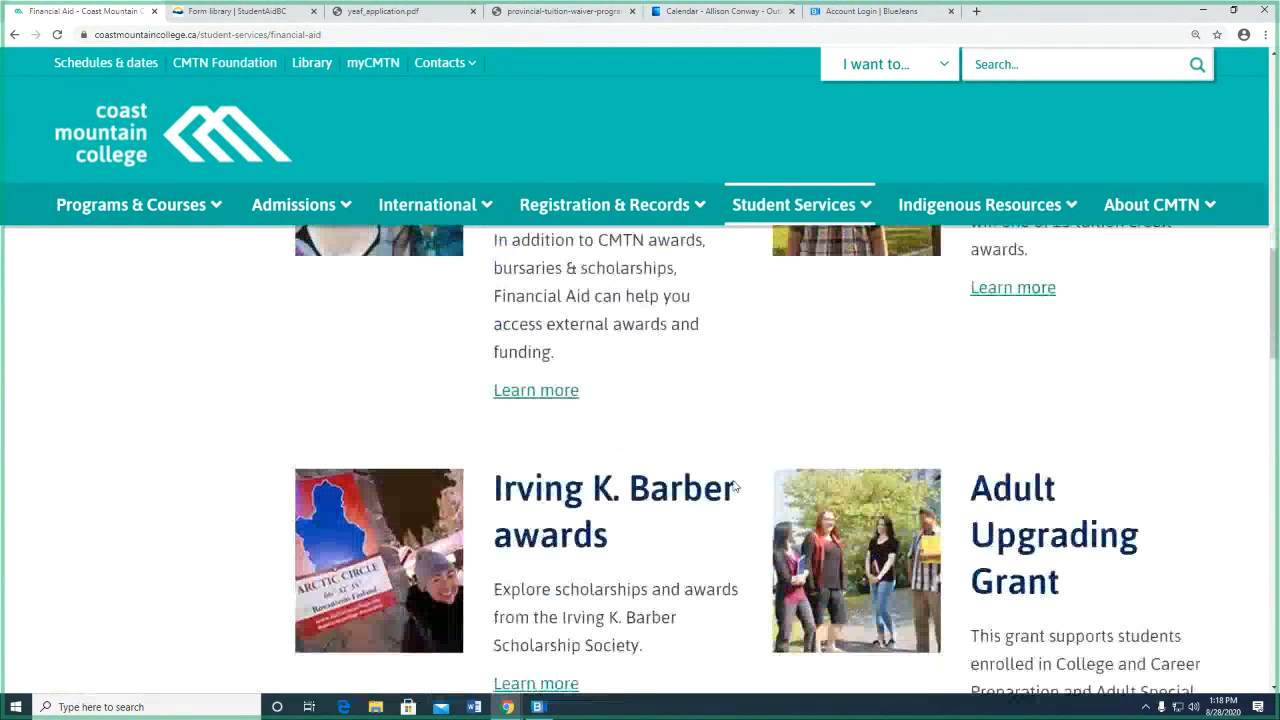 Financial Aid - Coast Mountain C
Form library | StudentAidBC
yeaf_application.pdf
provincial-tuition-waiver-progra
Calendar - Allison Conway - Out
Account Login | BlueJeans
coastmountaincollege.ca/student-services/financial-aid
Schedules & dates
CMTN Foundation
Library
myCMTN
Contacts
I want to...
Search...
coast
mountain
college
Programs & Courses
Admissions
International
Registration & Records
Student Services
Indigenous Resources
About CMTN
In addition to CMTN awards,
bursaries & scholarships,
Financial Aid can help you
access external awards and
funding.
Learn more
awards.
Learn more
ARCTIC CIRCLE
Rovaniemi Finland
Irving K. Barber
awards
Explore scholarships and awards
from the Irving K. Barber
Scholarship Society.
Learn more
Adult
Upgrading
Grant
This grant supports students
enrolled in College and Career
Preparation and Adult Special
Type here to search
1:18 PM
8/28/2020